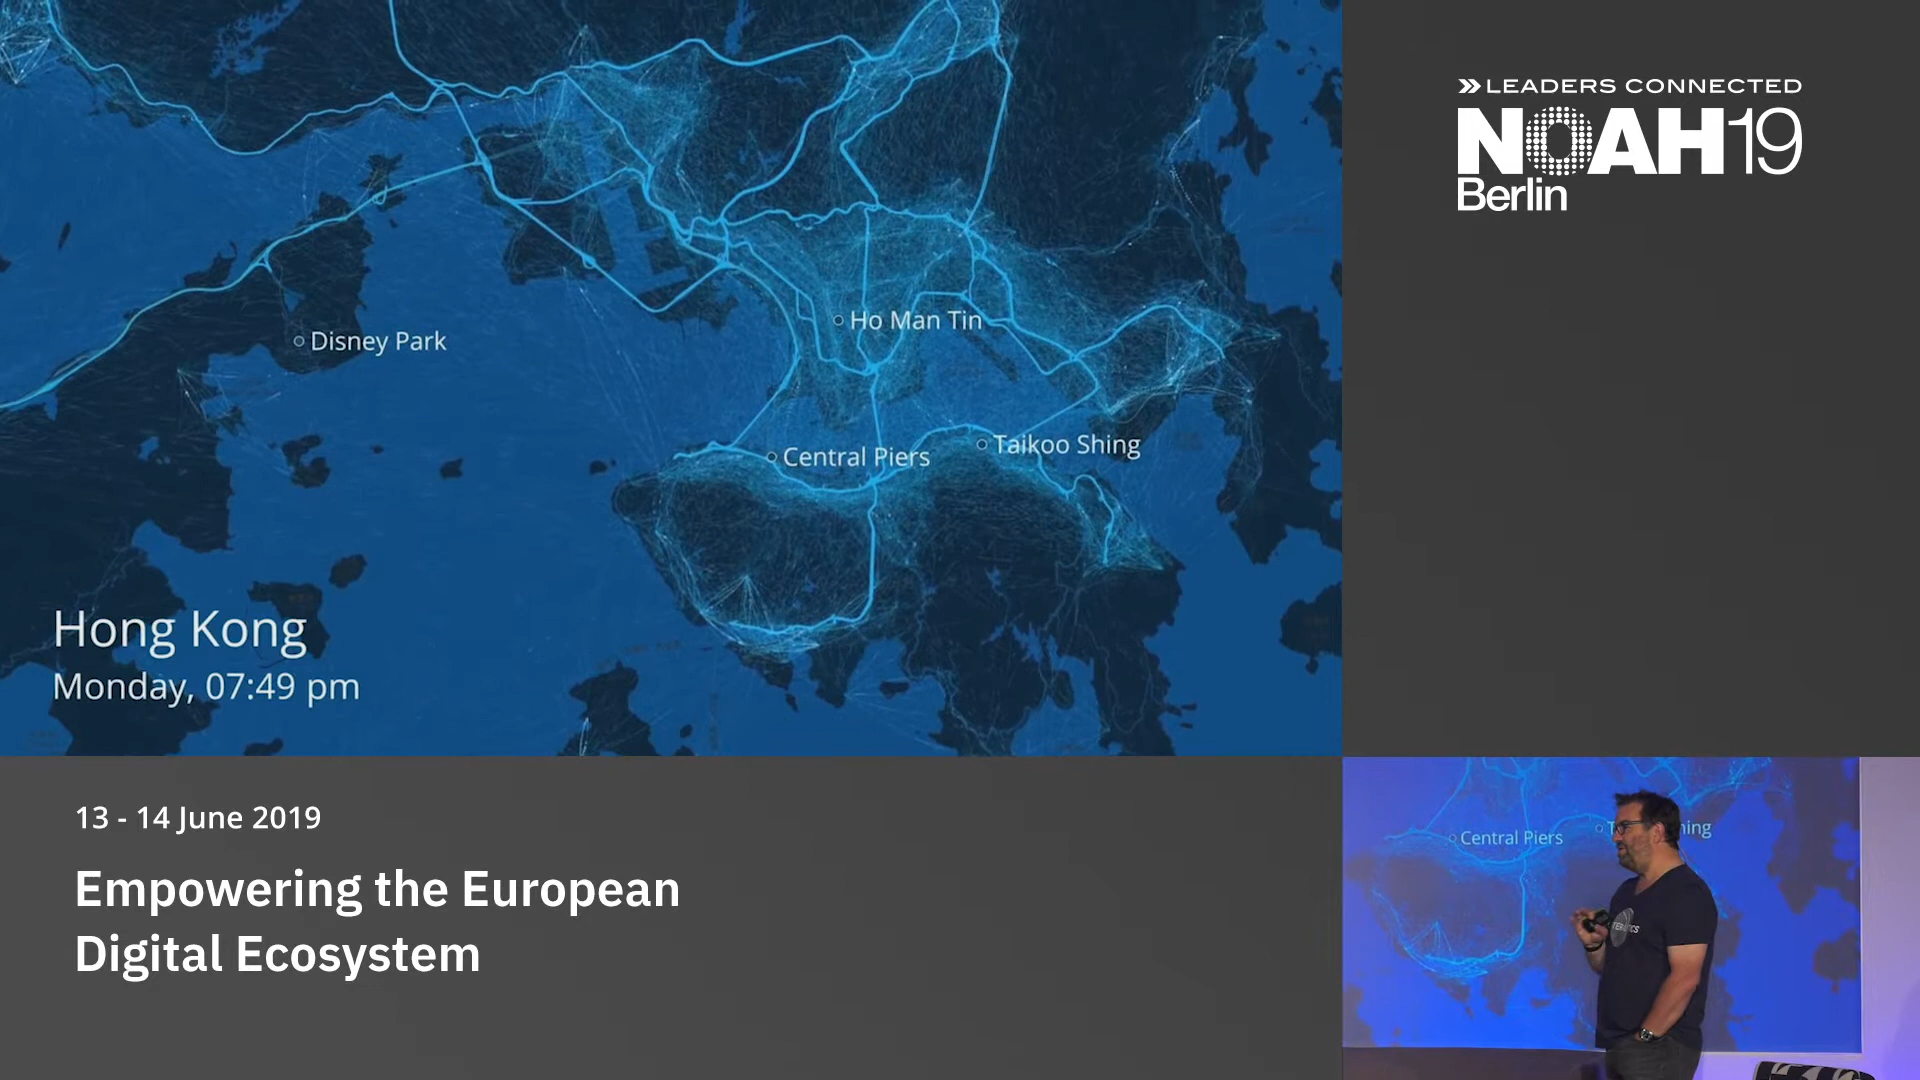 LEADERS CONNECTED
NOAH19
Berlin
Disney Park
Ho Man Tin
Central Piers
Taikoo Shing
Hong Kong
Monday, 07:49 pm
13 - 14 June 2019
Empowering the European
Digital Ecosystem
Central Piers